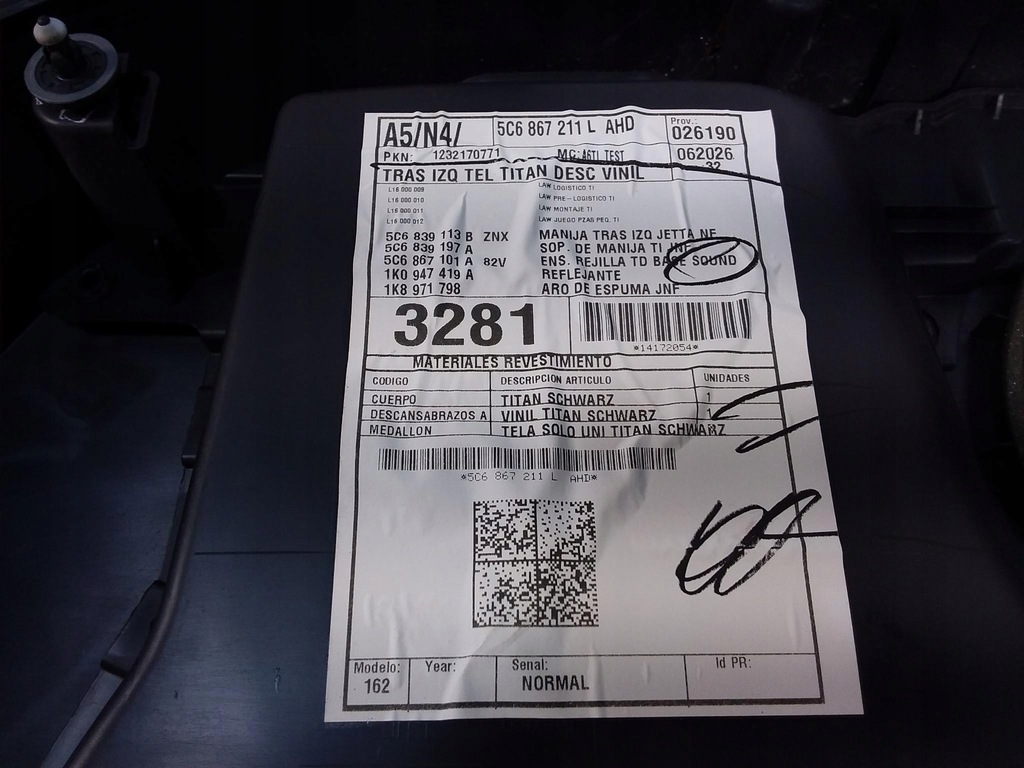 A5/N4/ 5C6 867 211 L AHD Prov.: 026190
PKN: 1232170771 MC: A6TL TEST 062026
32
TRAS IZQ TEL TITAN DESC VINIL
L16 000 009 LAW LOGISTICO TI
L16 000 010 LAW PRE-LOGISTICO TI
L16 000 011 LAW MONTAJE TI
L16 000 012 LAW JUEGO PZAS PEQ. TI
5C6 839 113 B ZNX MANIJA TRAS IZQ JETTA NF
5C6 839 197 A SOP. DE MANIJA TI JNF
5C6 867 101 A 82V ENS. REJILLA TD BASE SOUND
1K0 947 419 A REFLEJANTE
1K8 971 798 ARO DE ESPUMA JNF
3281
*14172054*
MATERIALES REVESTIMIENTO
CODIGO DESCRIPCION ARTICULO UNIDADES
CUERPO TITAN SCHWARZ 1
DESCANSABRAZOS A VINIL TITAN SCHWARZ 1
MEDALLON TELA SOLO UNI TITAN SCHWARZ
*5C6 867 211 L AHD*
Modelo: 162 Year: Senal: NORMAL Id PR: